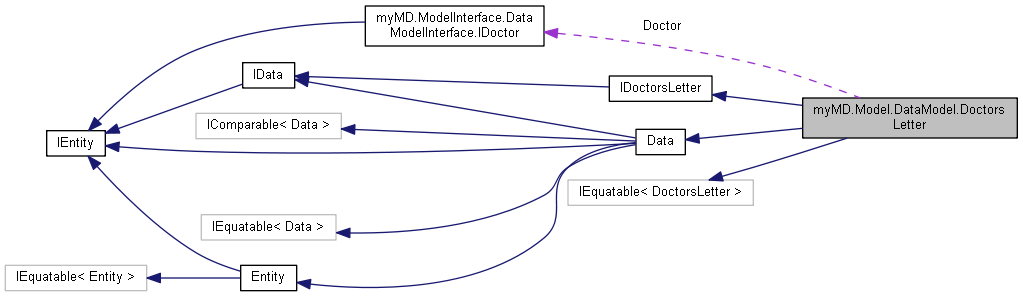 myMD.ModelInterface.Data
ModelInterface.IDoctor
Doctor
IData
IDoctorsLetter
myMD.Model.DataModel.Doctors
Letter
IComparable< Data >
IEntity
Data
IEquatable< DoctorsLetter >
IEquatable< Data >
IEquatable< Entity >
Entity